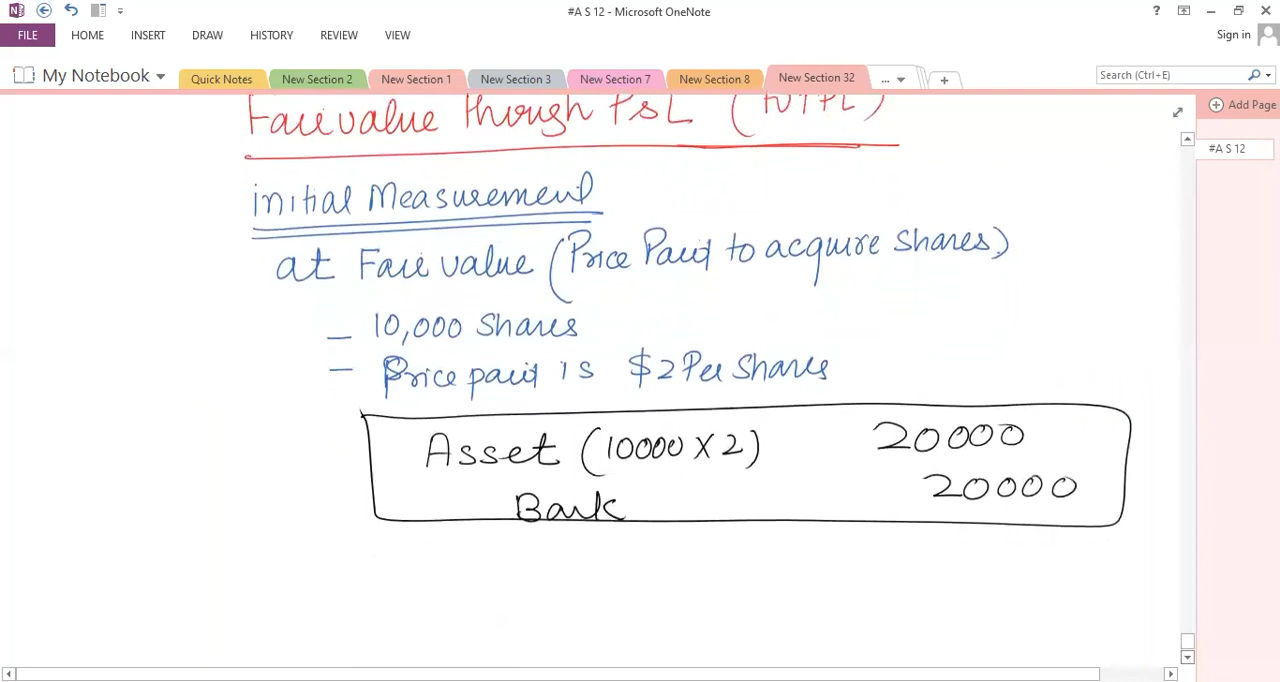 #A S 12 - Microsoft OneNote
?
FILE HOME INSERT DRAW HISTORY REVIEW VIEW
Sign in
My Notebook
Quick Notes New Section 2 New Section 1 New Section 3 New Section 7 New Section 8 New Section 32 ... +
Search (Ctrl+E)
Add Page
#A S 12
Fair value through P&L (FVTPL)
initial Measurement
at Fair value (Price Paid to acquire shares)
- 10,000 Shares
- Price paid is $2 Per Shares
Asset (10000 X 2) 20000
Bank 20000